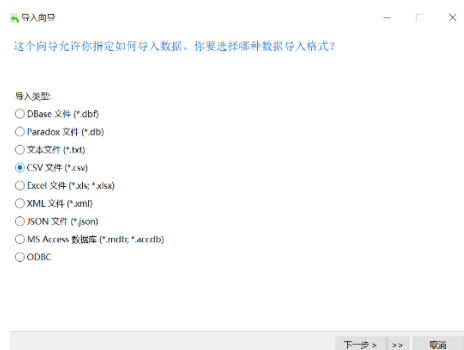 导入向导
这个向导允许你指定如何导入数据。你要选择哪种数据导入格式?
导入类型:
DBase 文件 (*.dbf)
Paradox 文件 (*.db)
文本文件 (*.txt)
CSV 文件 (*.csv)
Excel 文件 (*.xls; *.xlsx)
XML 文件 (*.xml)
JSON 文件 (*.json)
MS Access 数据库 (*.mdb; *.accdb)
ODBC
下一步 > >> 取消